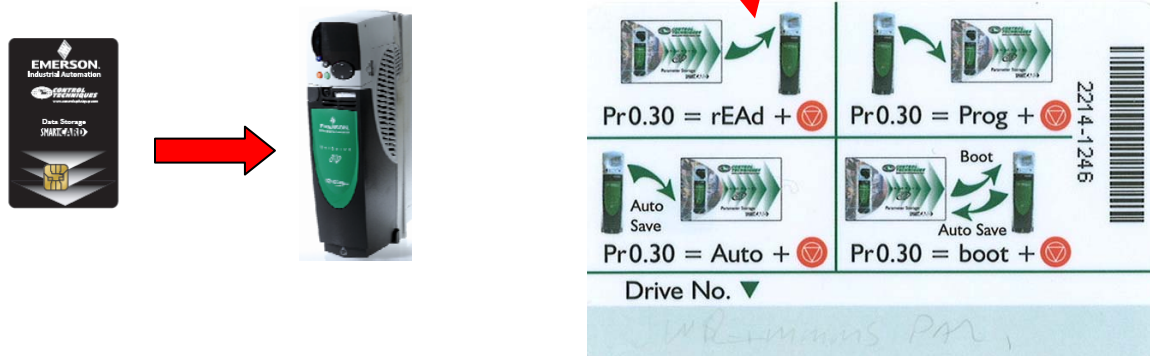 EMERSON.
Industrial Automation
CONTROL
TECHNIQUES
Data Storage
SMARTCARD
Pr0.30 = rEAd +
Pr0.30 = Prog +
Auto
Save
Boot
Auto Save
Pr0.30 = Auto +
Pr0.30 = boot +
Drive No.
2214-1246